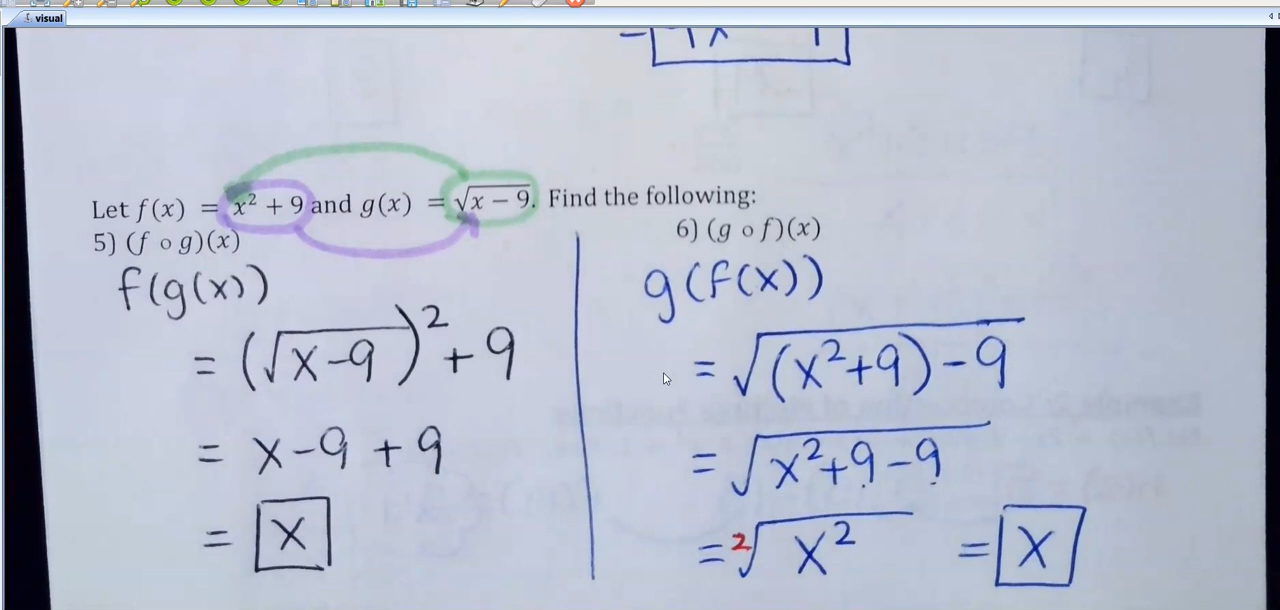 visual
Let f(x) = x² + 9 and g(x) = √(x − 9). Find the following:
5) (f ∘ g)(x)
f(g(x))
= (√(x-9))² + 9
= x-9 + 9
= x
6) (g ∘ f)(x)
g(f(x))
= √((x²+9)-9)
= √(x²+9-9)
= ²√(x²) = x